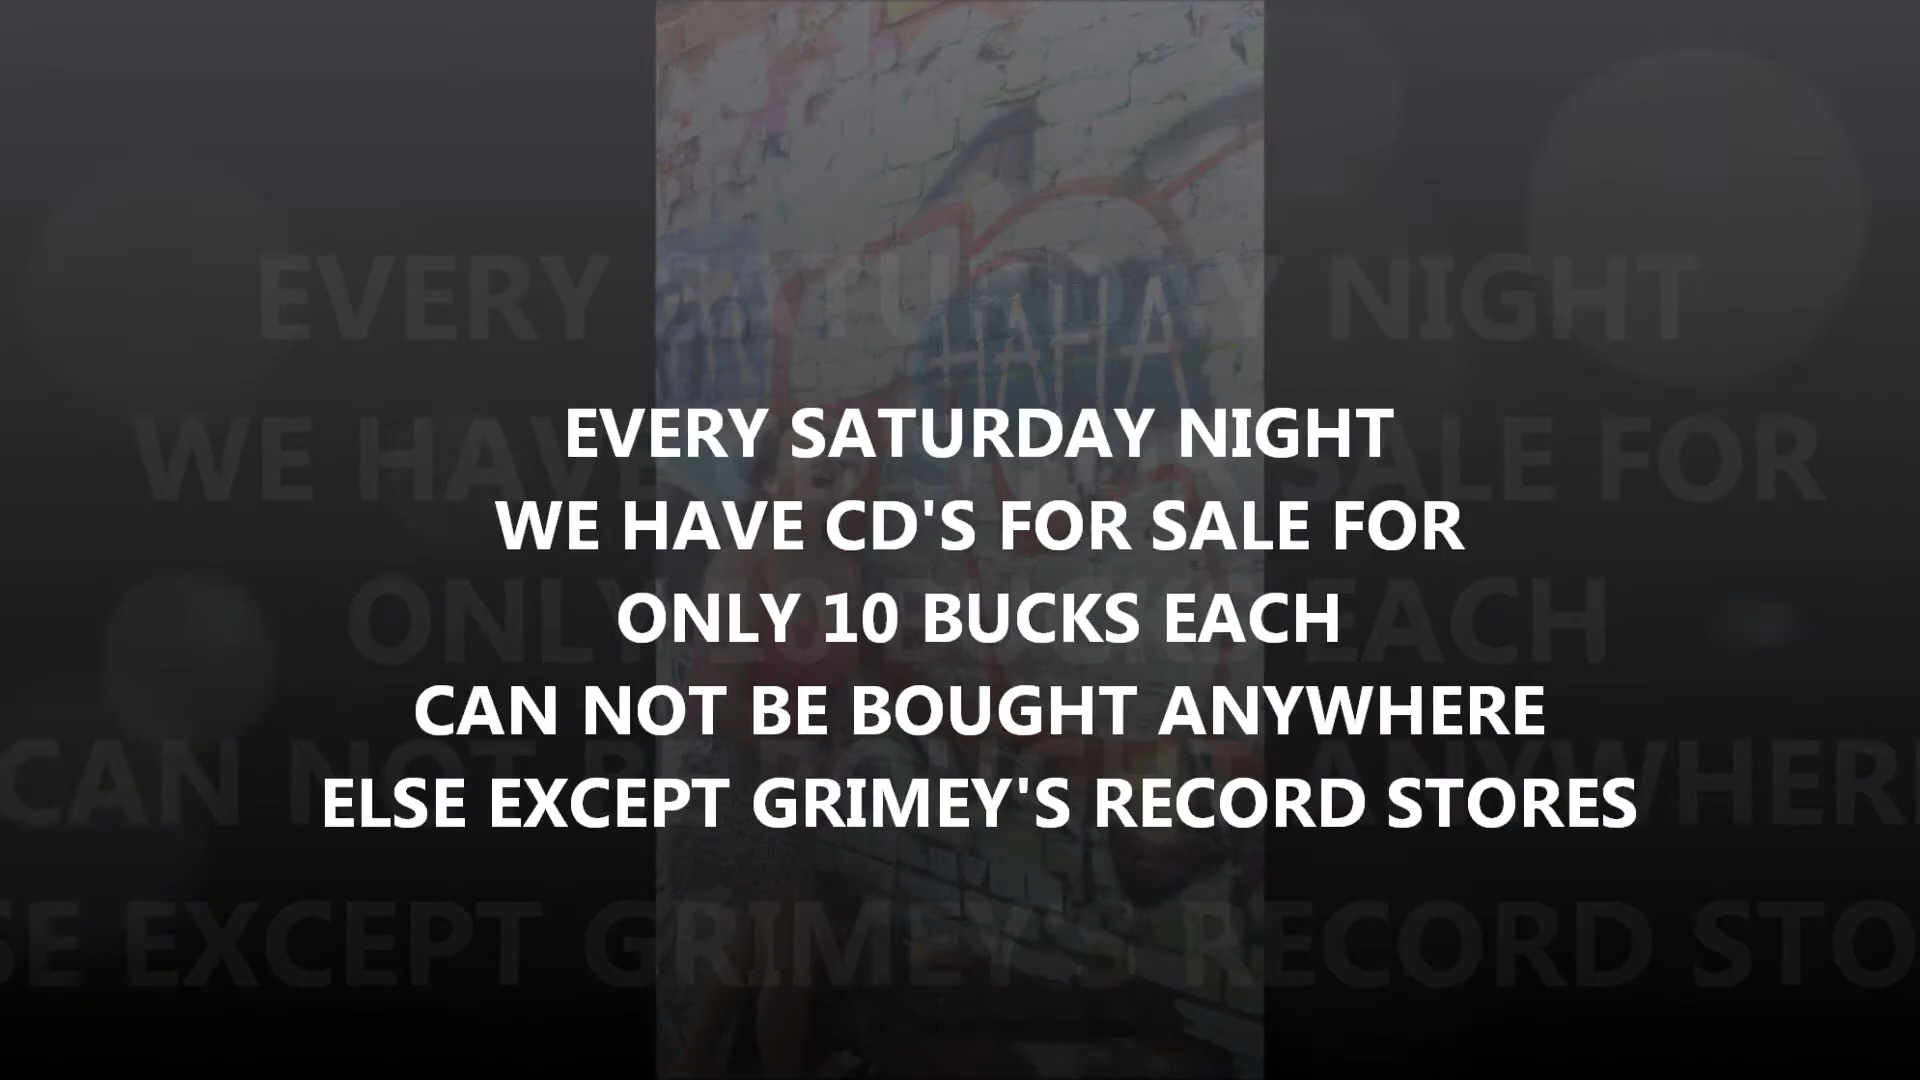 HAHA
EVERY SATURDAY NIGHT
WE HAVE CD'S FOR SALE FOR
ONLY 10 BUCKS EACH
CAN NOT BE BOUGHT ANYWHERE
ELSE EXCEPT GRIMEY'S RECORD STORES